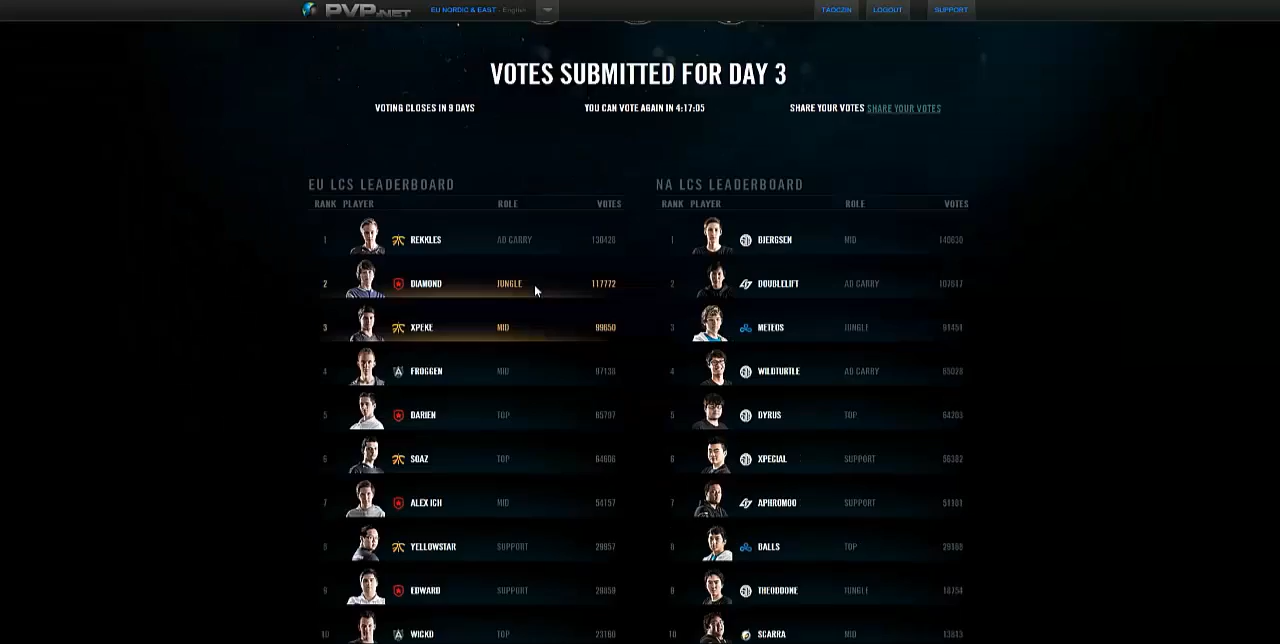 PVP.NET EU NORDIC & EAST - English TAOCZIN LOGOUT SUPPORT
VOTES SUBMITTED FOR DAY 3
VOTING CLOSES IN 9 DAYS YOU CAN VOTE AGAIN IN 4:17:05 SHARE YOUR VOTES SHARE YOUR VOTES
EU LCS LEADERBOARD
RANK PLAYER ROLE VOTES
1 REKKLES AD CARRY
2 DIAMOND JUNGLE 117772
3 XPEKE MID 99850
4 FROGGEN MID
5 DARIEN TOP
6 SOAZ TOP
7 ALEX ICH MID 54157
8 YELLOWSTAR SUPPORT
9 EDWARD SUPPORT
10 WICKD TOP 23160
NA LCS LEADERBOARD
RANK PLAYER ROLE VOTES
1 BJERGSEN MID
2 DOUBLELIFT AD CARRY
3 METEOS JUNGLE
4 WILDTURTLE AD CARRY
5 DYRUS TOP
6 XPECIAL SUPPORT
7 APHROMOO SUPPORT
8 BALLS TOP
9 THEODDONE JUNGLE
10 SCARRA MID